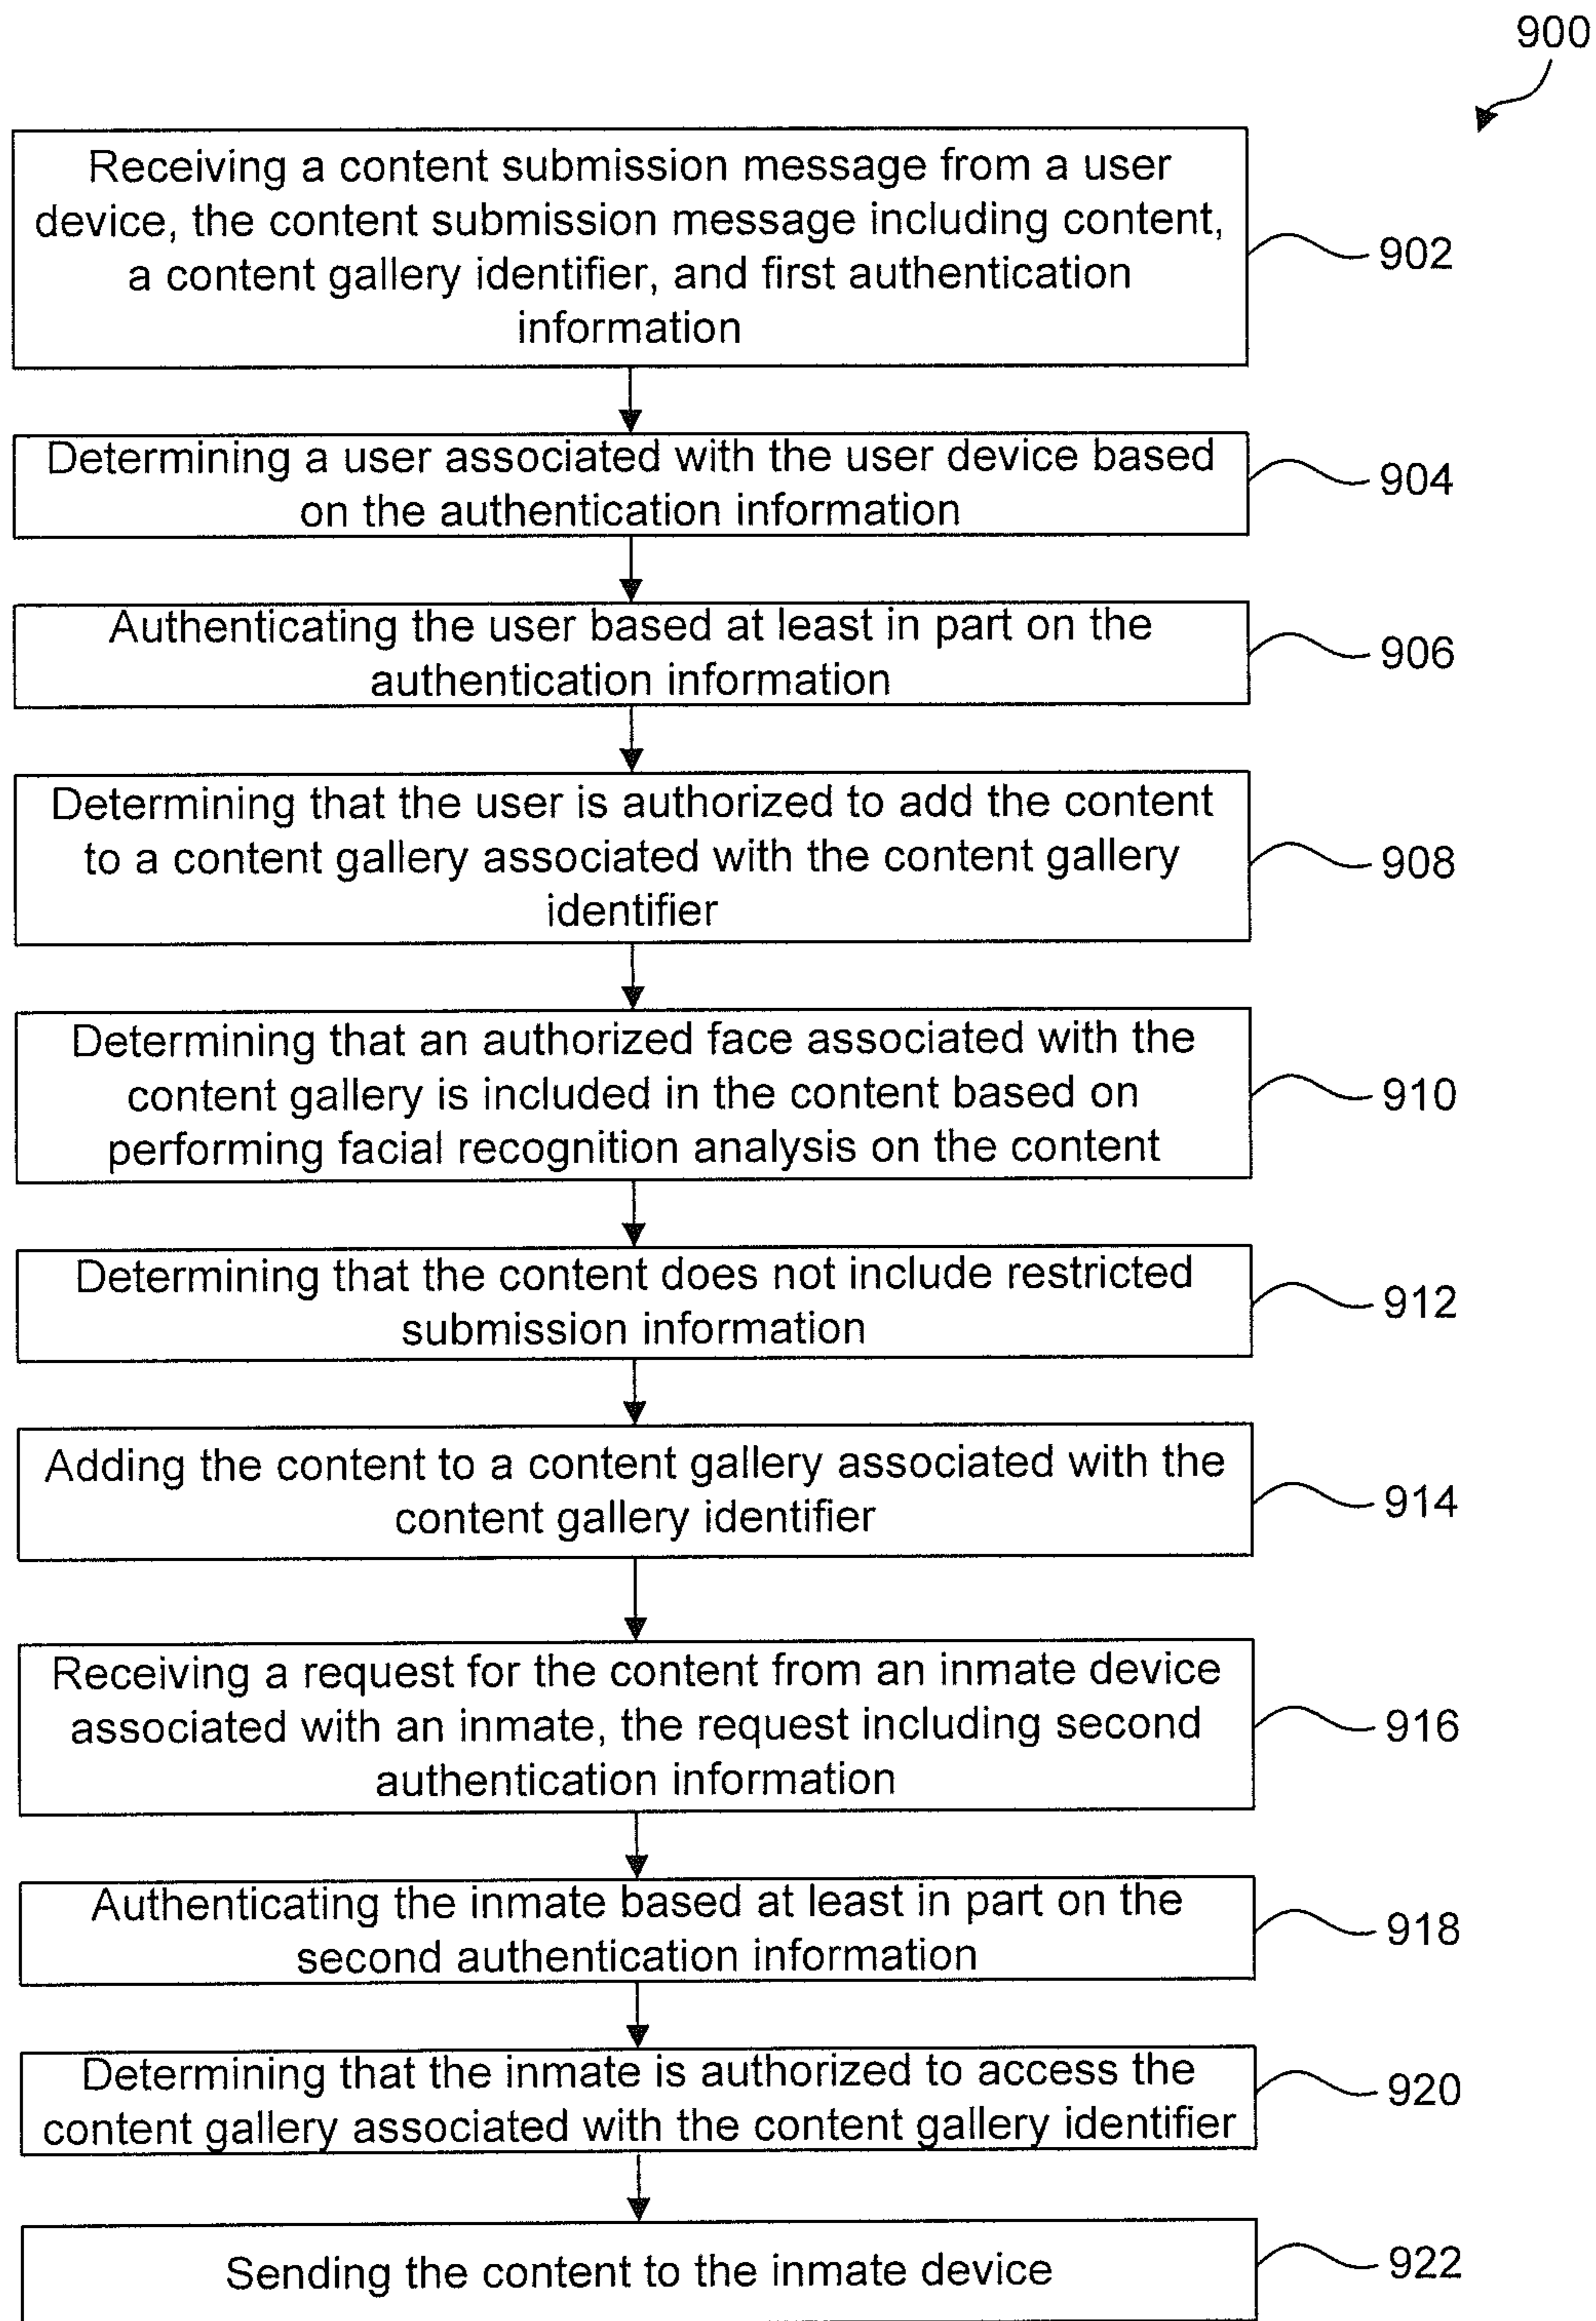 900
Receiving a content submission message from a user
device, the content submission message including content,
a content gallery identifier, and first authentication
information
902
Determining a user associated with the user device based
on the authentication information
904
Authenticating the user based at least in part on the
authentication information
906
Determining that the user is authorized to add the content
to a content gallery associated with the content gallery
identifier
908
Determining that an authorized face associated with the
content gallery is included in the content based on
performing facial recognition analysis on the content
910
Determining that the content does not include restricted
submission information
912
Adding the content to a content gallery associated with the
content gallery identifier
914
Receiving a request for the content from an inmate device
associated with an inmate, the request including second
authentication information
916
Authenticating the inmate based at least in part on the
second authentication information
918
Determining that the inmate is authorized to access the
content gallery associated with the content gallery identifier
920
Sending the content to the inmate device
922